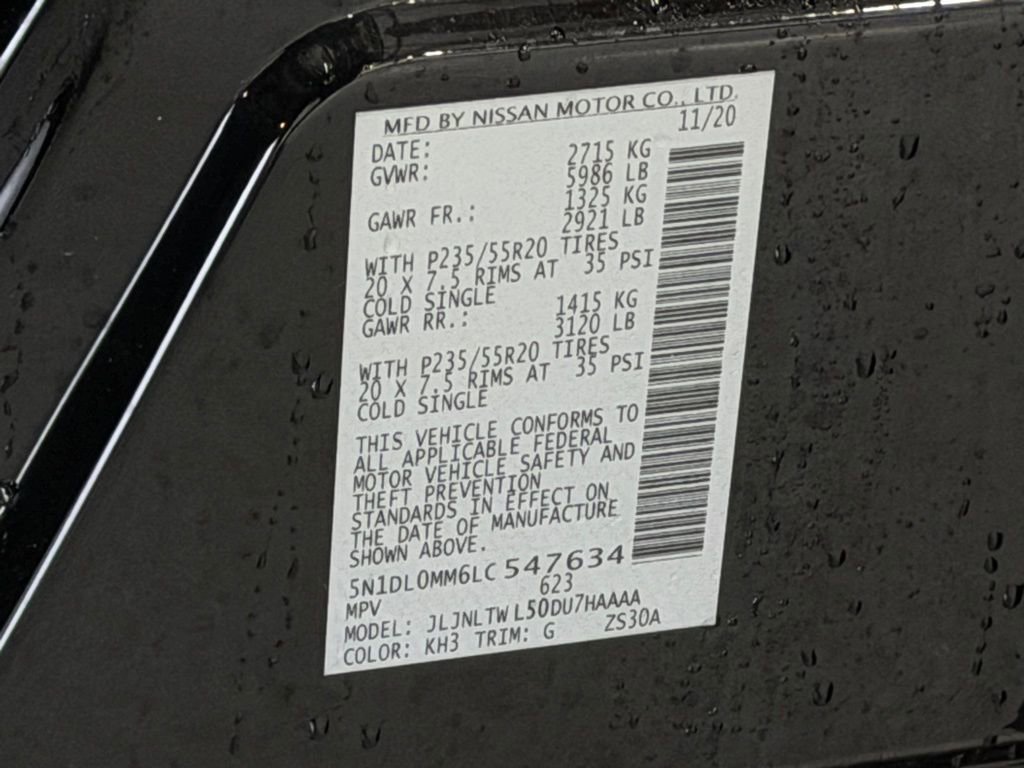 MFD BY NISSAN MOTOR CO., LTD.
DATE: 11/20
GVWR: 2715 KG
5986 LB
GAWR FR.: 1325 KG
2921 LB
WITH P235/55R20 TIRES
20 X 7.5 RIMS AT 35 PSI
COLD SINGLE
GAWR RR.: 1415 KG
3120 LB
WITH P235/55R20 TIRES
20 X 7.5 RIMS AT 35 PSI
COLD SINGLE
THIS VEHICLE CONFORMS TO
ALL APPLICABLE FEDERAL
MOTOR VEHICLE SAFETY AND
THEFT PREVENTION
STANDARDS IN EFFECT ON
THE DATE OF MANUFACTURE
SHOWN ABOVE.
5N1DL0MM6LC 547634
MPV 623
MODEL: JLJNLTW L50DU7HAAAA
COLOR: KH3 TRIM: G ZS30A